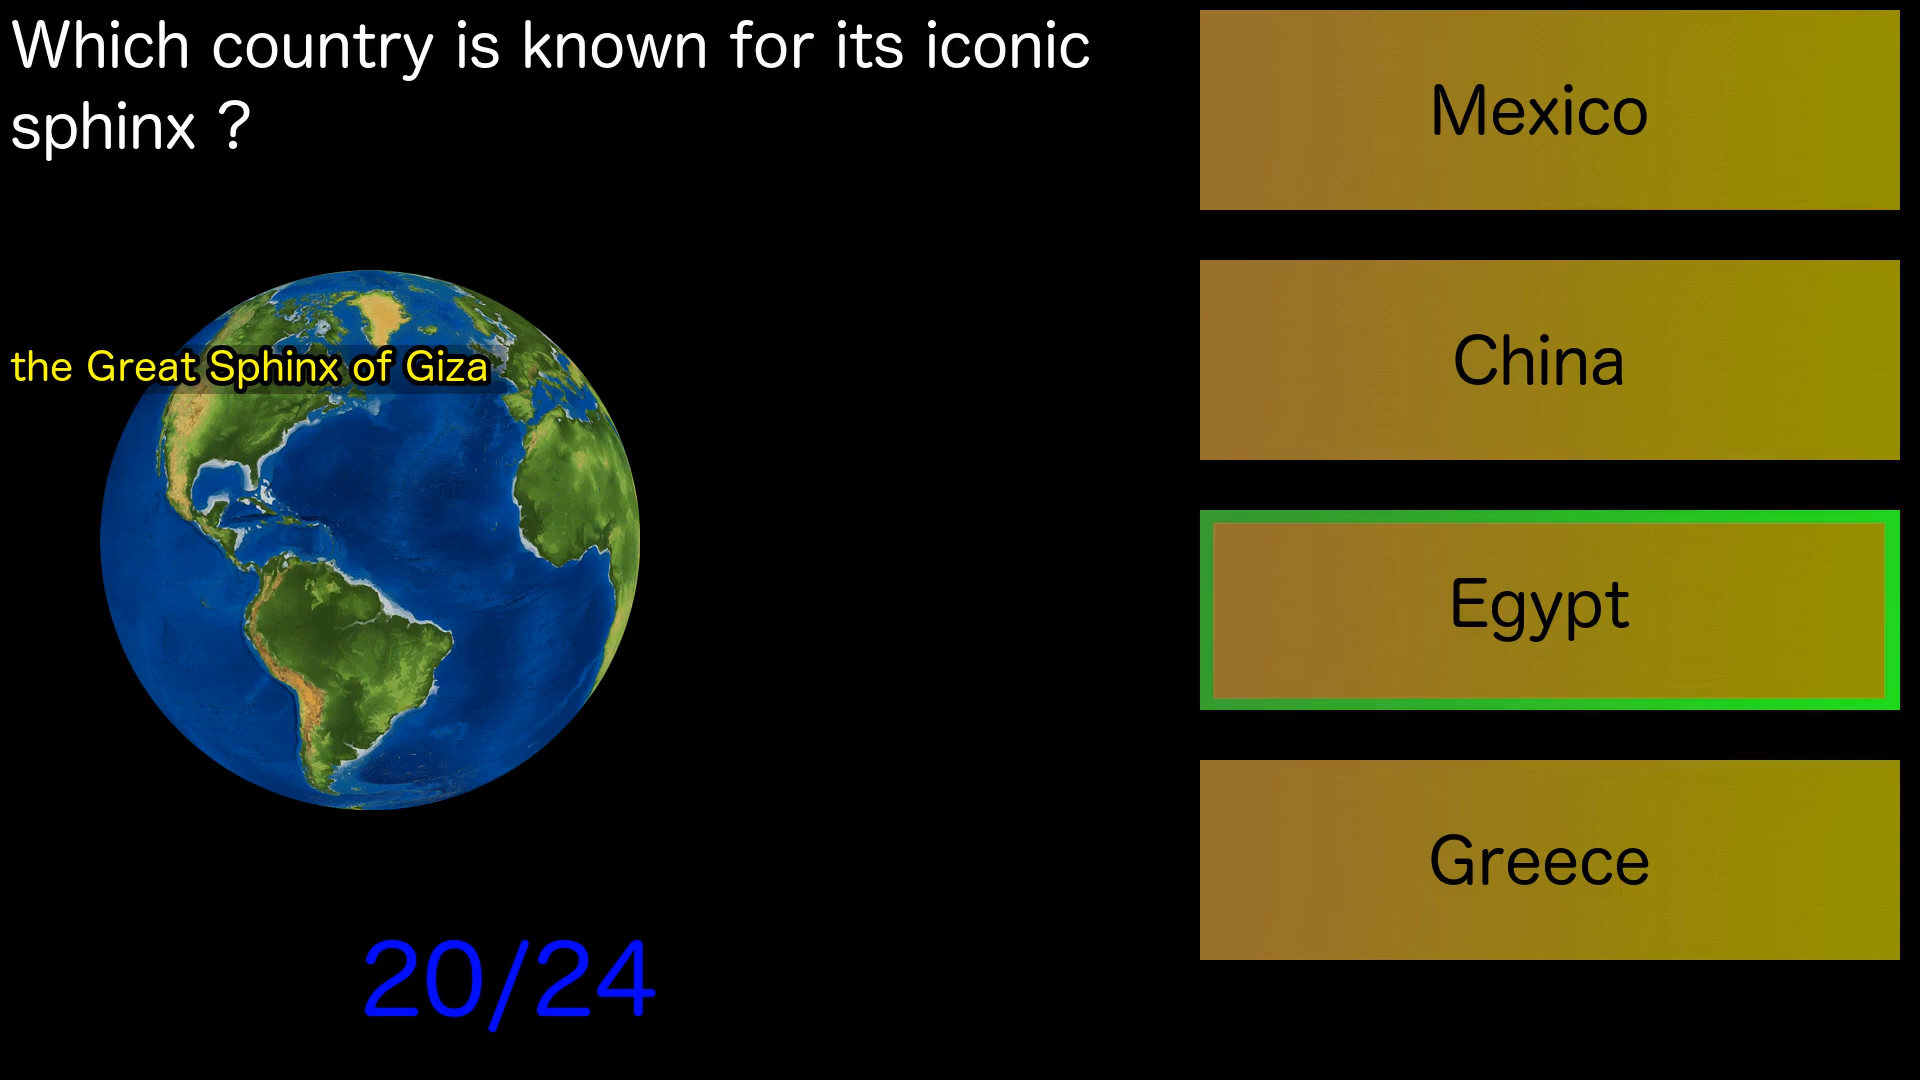 Which country is known for its iconic
sphinx ?
the Great Sphinx of Giza
Mexico
China
Egypt
Greece
20/24